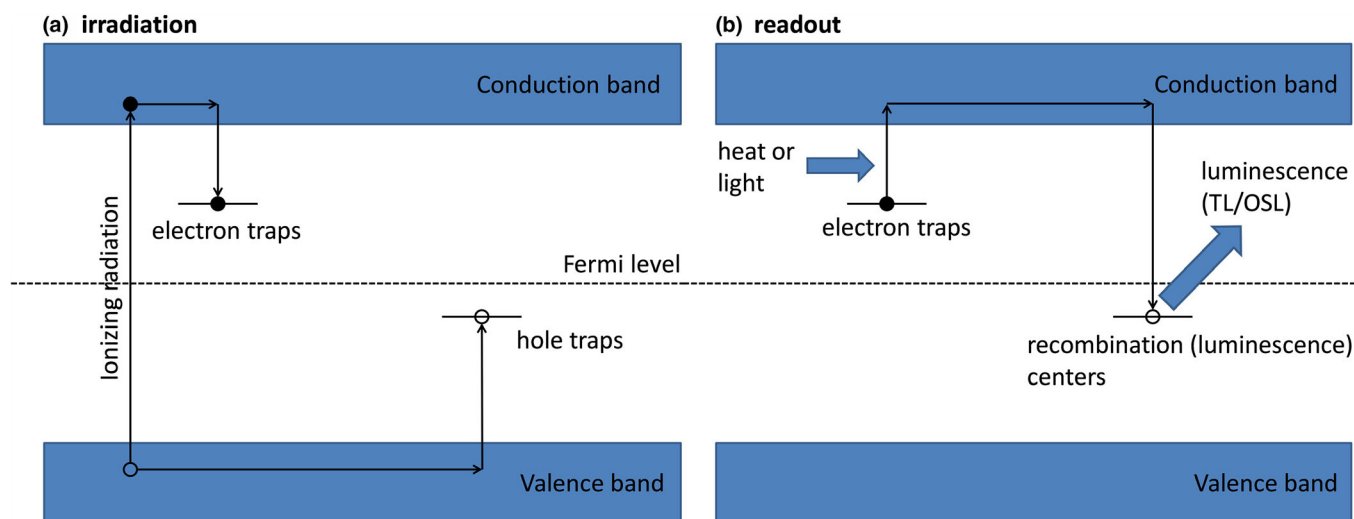 (a) irradiation
Conduction band
electron traps
Ionizing radiation
Fermi level
hole traps
Valence band
(b) readout
Conduction band
heat or
light
electron traps
luminescence
(TL/OSL)
recombination (luminescence)
centers
Valence band